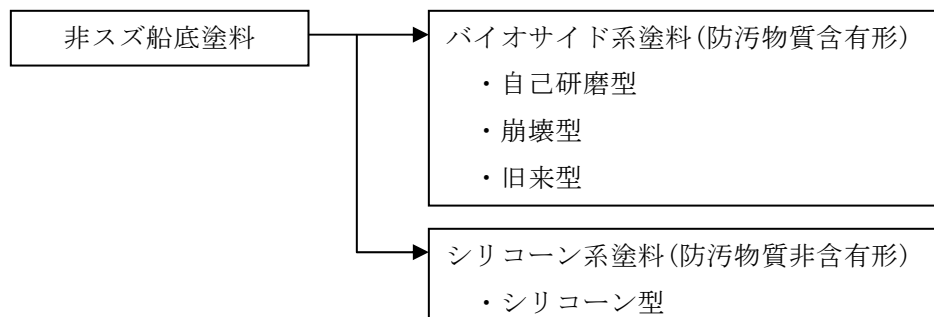 非スズ船底塗料
バイオサイド系塗料(防汚物質含有形)
・自己研磨型
・崩壊型
・旧来型
シリコーン系塗料(防汚物質非含有形)
・シリコーン型